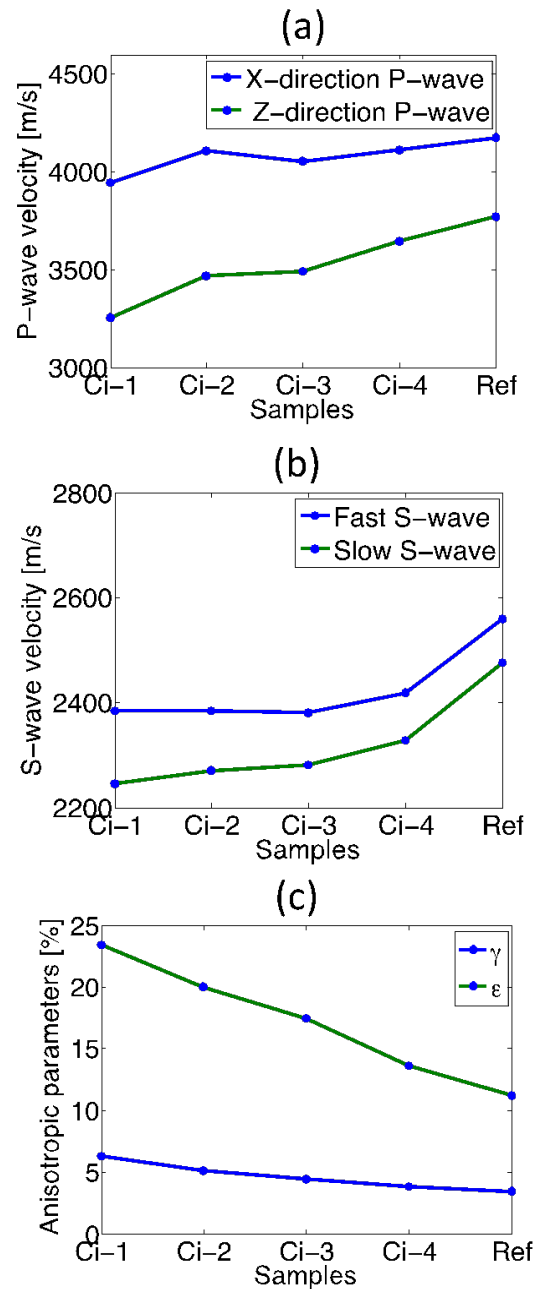 (a)
P-wave velocity [m/s]
4500
4000
3500
3000
X-direction P-wave
Z-direction P-wave
Ci-1 Ci-2 Ci-3 Ci-4 Ref
Samples
(b)
S-wave velocity [m/s
2800
2600
2400
2200
Fast S-wave
Slow S-wave
Ci-1 Ci-2 Ci-3 Ci-4 Ref
Samples
(c)
Anisotropic parameters [%]
25
20
15
10
5
0
γ
ε
Ci-1 Ci-2 Ci-3 Ci-4 Ref
Samples